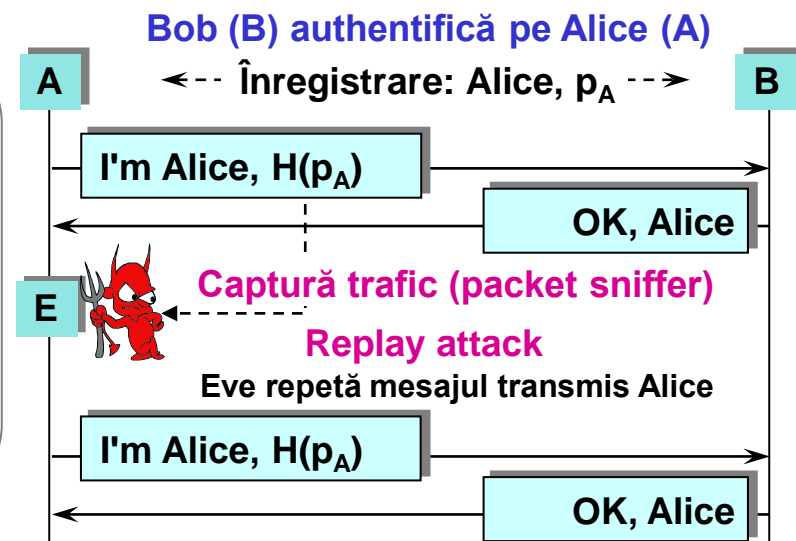 Bob (B) authentifică pe Alice (A)
A
Înregistrare: Alice, pA
B
I'm Alice, H(pA)
OK, Alice
E
Captură trafic (packet sniffer)
Replay attack
Eve repetă mesajul transmis Alice
I'm Alice, H(pA)
OK, Alice